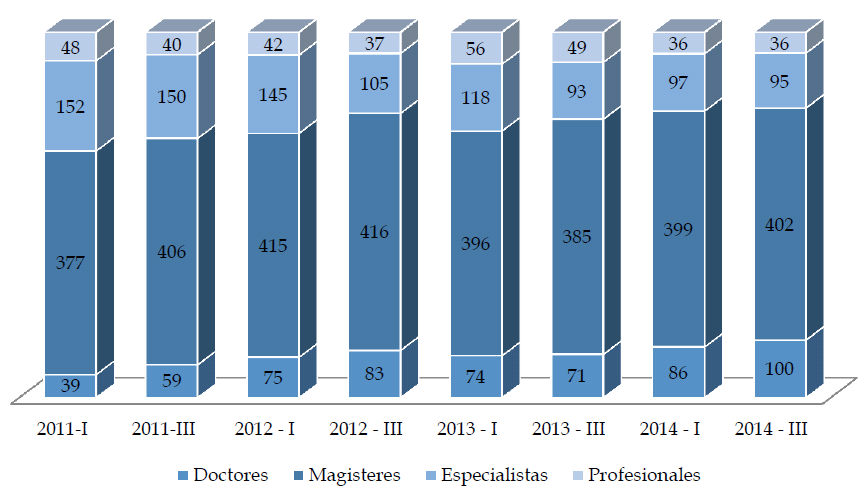 48 40 42 37 56 49 36 36
152 150 145 105 118 93 97 95
377 406 415 416 396 385 399 402
39 59 75 83 74 71 86 100
2011-I 2011-III 2012 - I 2012 - III 2013 - I 2013 - III 2014 - I 2014 - III
Doctores Magisteres Especialistas Profesionales